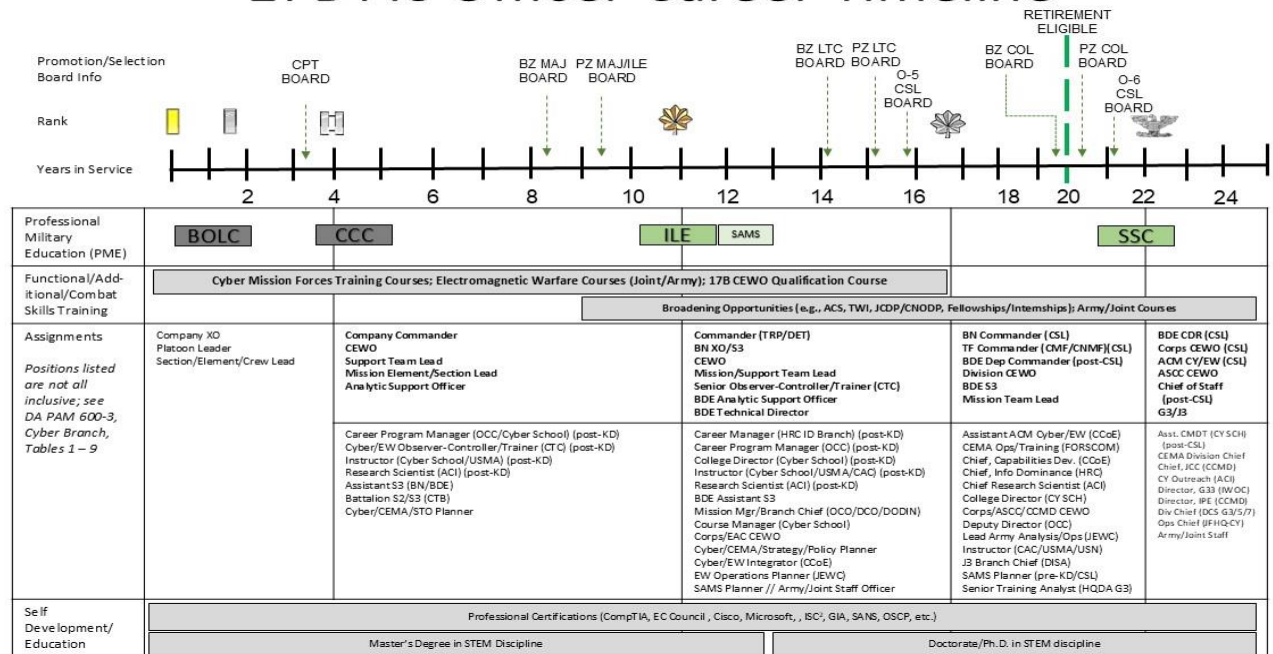 Officer Career Timeline
RETIREMENT
ELIGIBLE
Promotion/Selection
Board Info
CPT
BOARD
BZ MAJ
BOARD
PZ MAJ/ILE
BOARD
BZ LTC
BOARD
PZ LTC
BOARD
O-5
CSL
BOARD
BZ COL
BOARD
PZ COL
BOARD
O-6
CSL
BOARD
Rank
Years in Service
2 4 6 8 10 12 14 16 18 20 22 24
Professional
Military
Education (PME)
BOLC
CCC
ILE
SAMS
SSC
Functional/Add-
itional/Combat
Skills Training
Cyber Mission Forces Training Courses; Electromagnetic Warfare Courses (Joint/Army); 17B CEWO Qualification Course
Broadening Opportunities (e.g., ACS, TWI, JCDP/CNODP, Fellowships/Internships); Army/Joint Courses
Assignments
Positions listed
are not all
inclusive; see
DA PAM 600-3,
Cyber Branch,
Tables 1 – 9
Company XO
Platoon Leader
Section/Element/Crew Lead
Company Commander
CEWO
Support Team Lead
Mission Element/Section Lead
Analytic Support Officer
Commander (TRP/DET)
BN XO/S3
CEWO
Mission/Support Team Lead
Senior Observer-Controller/Trainer (CTC)
BDE Analytic Support Officer
BDE Technical Director
BN Commander (CSL)
TF Commander (CMF/CNMF)(CSL)
BDE Dep Commander (post-CSL)
Division CEWO
BDE S3
Mission Team Lead
BDE CDR (CSL)
Corps CEWO (CSL)
ACM CY/EW (CSL)
ASCC CEWO
Chief of Staff
(post-CSL)
G3/J3
Career Program Manager (OCC/Cyber School) (post-KD)
Cyber/EW Observer-Controller/Trainer (CTC) (post-KD)
Instructor (Cyber School/USMA) (post-KD)
Research Scientist (ACI) (post-KD)
Assistant S3 (BN/BDE)
Battalion S2/S3 (CTB)
Cyber/CEMA/STO Planner
Career Manager (HRC ID Branch) (post-KD)
Career Program Manager (OCC) (post-KD)
College Director (Cyber School) (post-KD)
Instructor (Cyber School/USMA/CAC) (post-KD)
Research Scientist (ACI) (post-KD)
BDE Assistant S3
Mission Mgr/Branch Chief (OCO/DCO/DODIN)
Course Manager (Cyber School)
Corps/EAC CEWO
Cyber/CEMA/Strategy/Policy Planner
Cyber/EW Integrator (CCoE)
EW Operations Planner (JEWC)
SAMS Planner // Army/Joint Staff Officer
Assistant ACM Cyber/EW (CCoE)
CEMA Ops/Training (FORSCOM)
Chief, Capabilities Dev. (CCoE)
Chief, Info Dominance (HRC)
Chief Research Scientist (ACI)
College Director (CY SCH)
Corps/ASCC/CCMD CEWO
Deputy Director (OCC)
Lead Army Analysis/Ops (JEWC)
Instructor (CAC/USMA/USN)
J3 Branch Chief (DISA)
SAMS Planner (pre-KD/CSL)
Senior Training Analyst (HQDA G3)
Asst. CMDT (CY SCH)
(post-CSL)
CEMA Division Chief
Chief, JCC (CCMD)
CY Outreach (ACI)
Director, G33 (IWOC)
Director, IPE (CCMD)
Div Chief (DCS G3/5/7)
Ops Chief (JFHQ-CY)
Army/Joint Staff
Self
Development/
Education
Professional Certifications (CompTIA, EC Council , Cisco, Microsoft, , ISC², GIA, SANS, OSCP, etc.)
Master's Degree in STEM Discipline
Doctorate/Ph.D. in STEM discipline